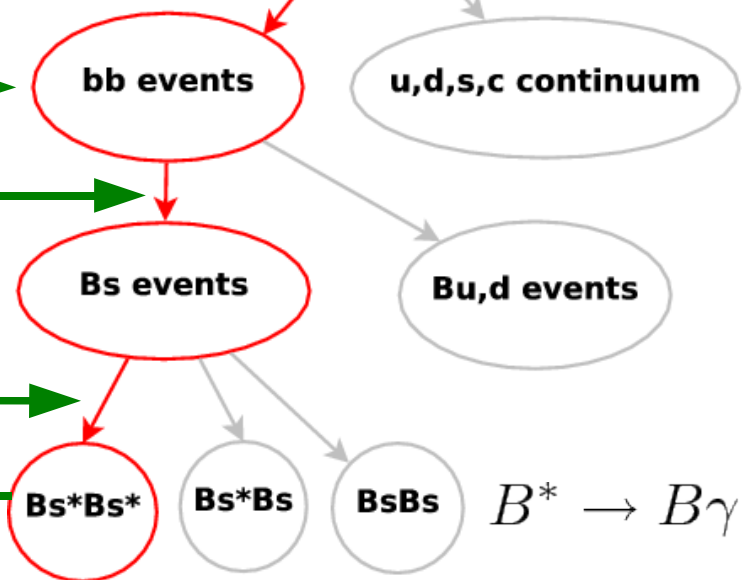 bb events
u,d,s,c continuum
Bs events
Bu,d events
Bs*Bs*
Bs*Bs
BsBs
B* → Bγ